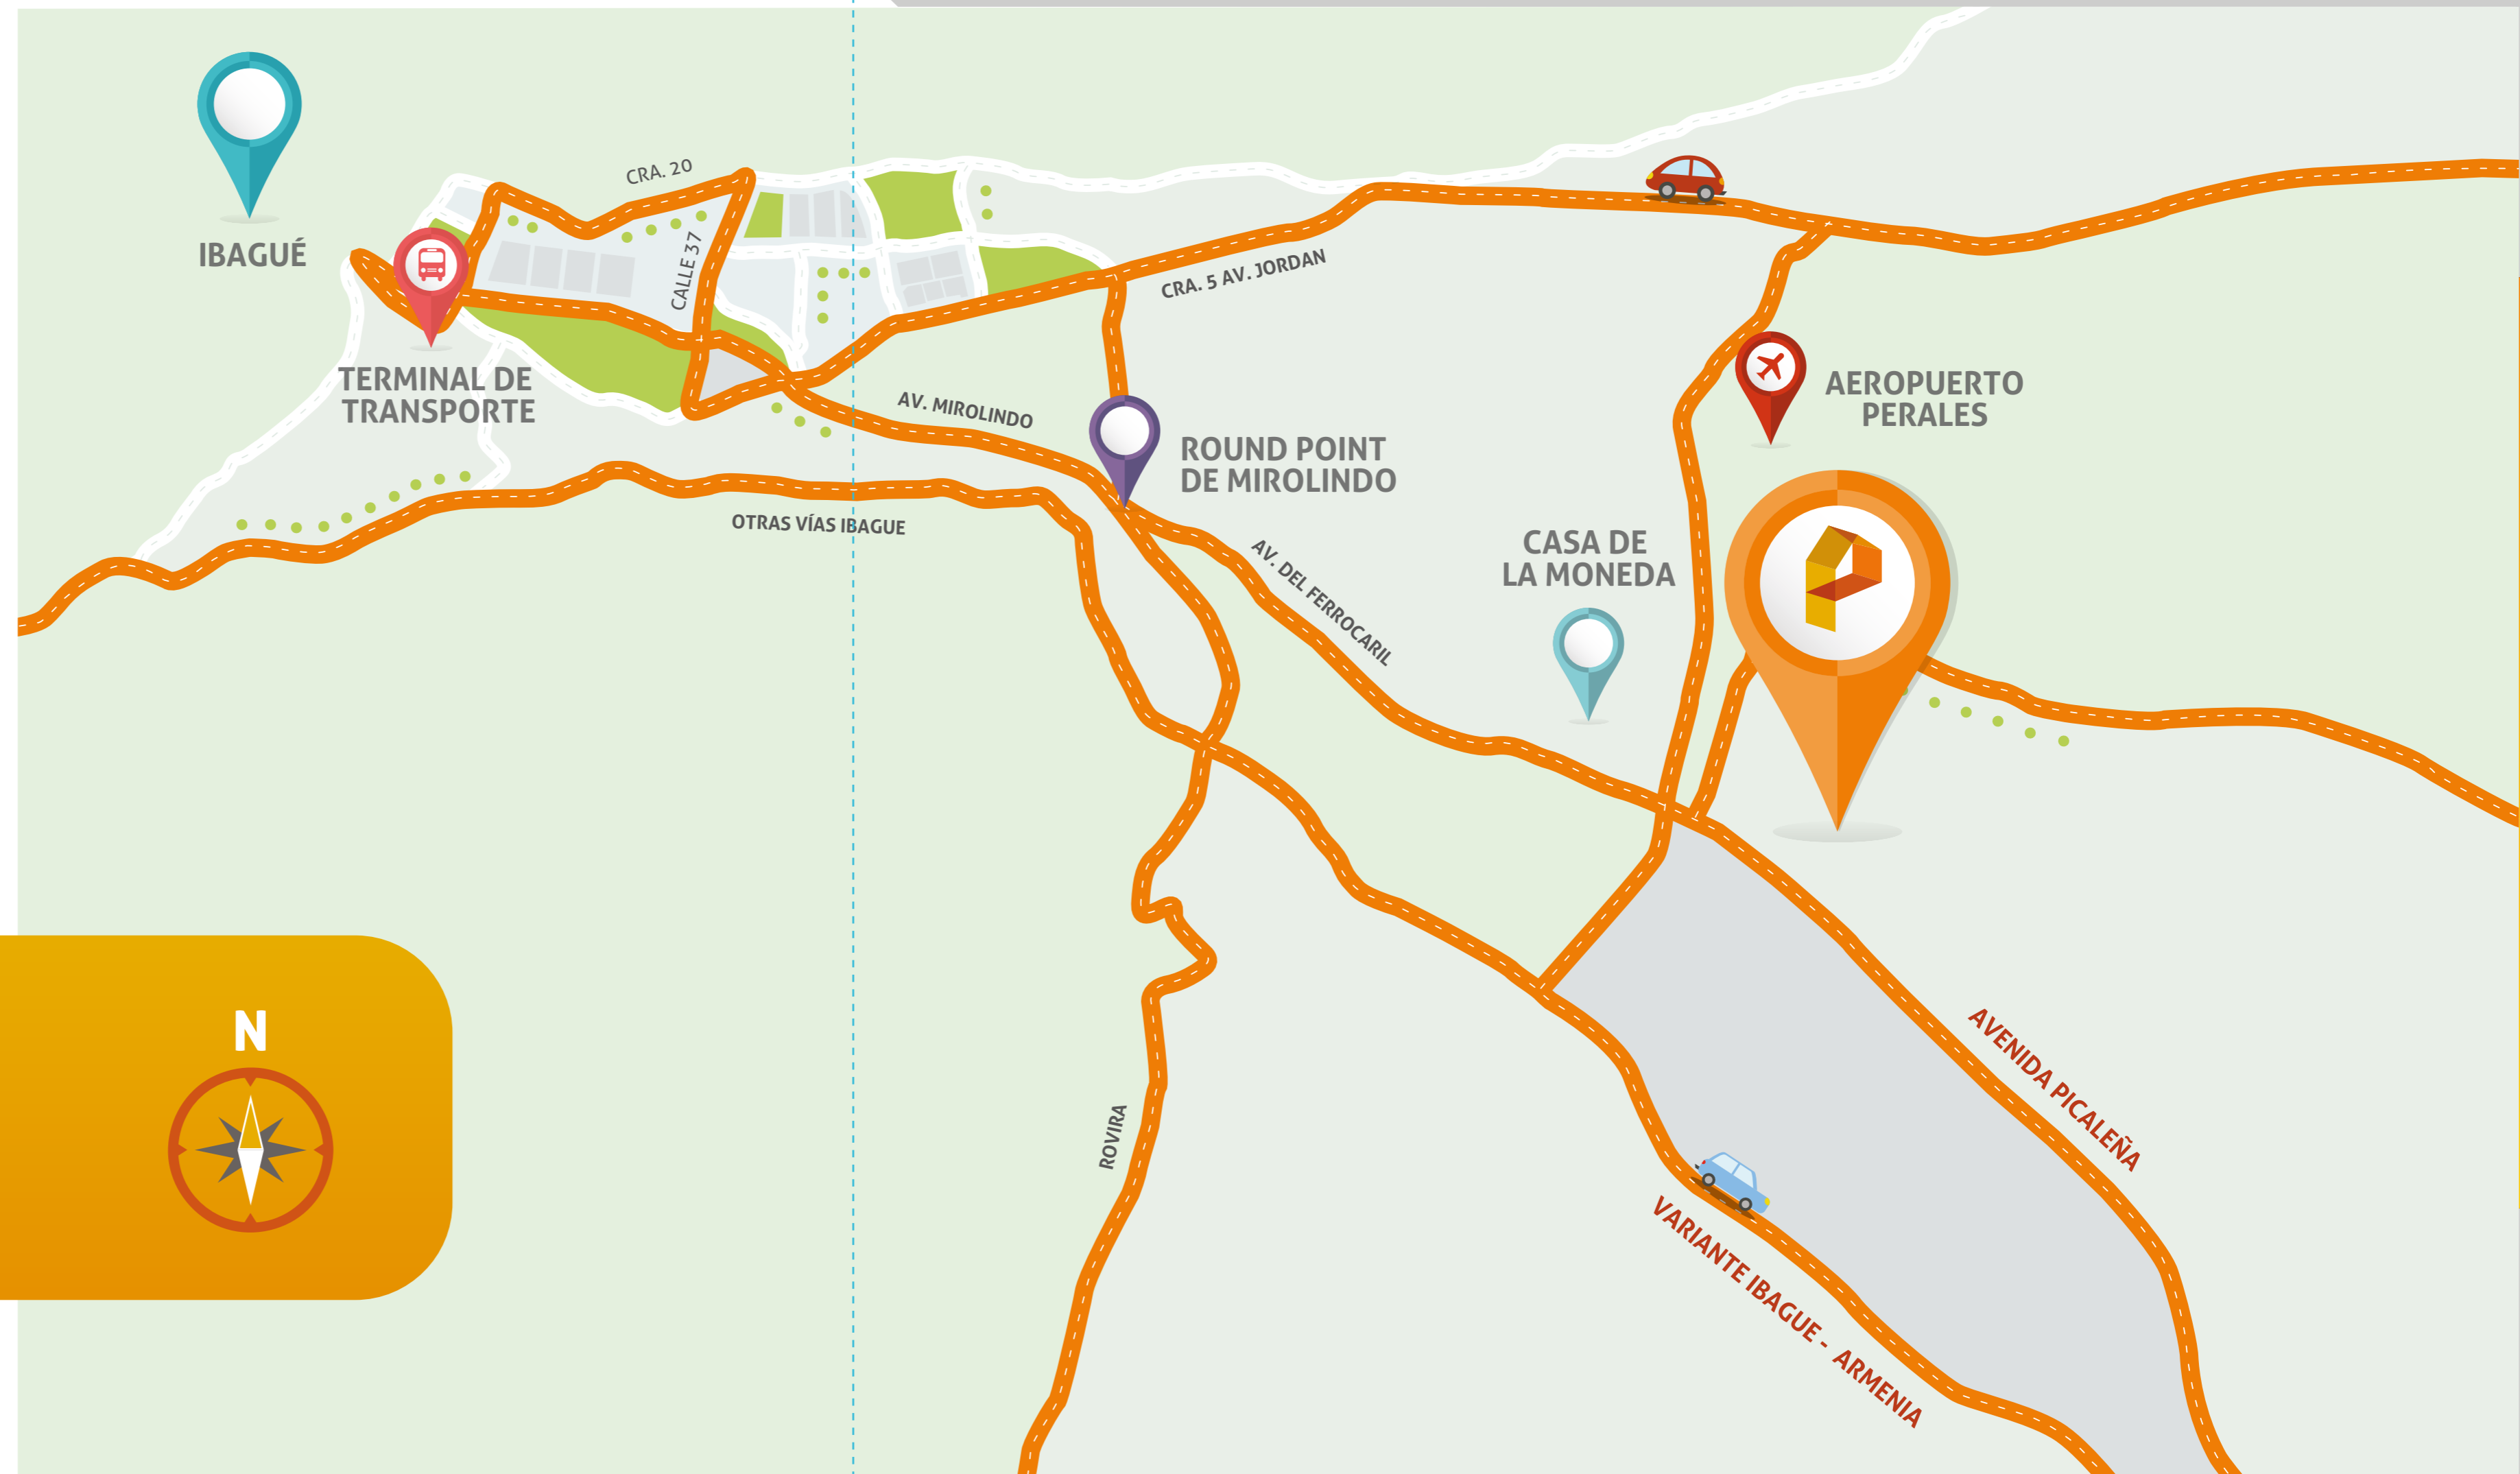 IBAGUÉ
CRA. 20
CALLE 37
CRA. 5 AV. JORDAN
TERMINAL DE
TRANSPORTE
AV. MIROLINDO
ROUND POINT
DE MIROLINDO
AEROPUERTO
PERALES
OTRAS VÍAS IBAGUE
AV. DEL FERROCARIL
CASA DE
LA MONEDA
N
ROVIRA
AVENIDA PICALEÑA
VARIANTE IBAGUE - ARMENIA